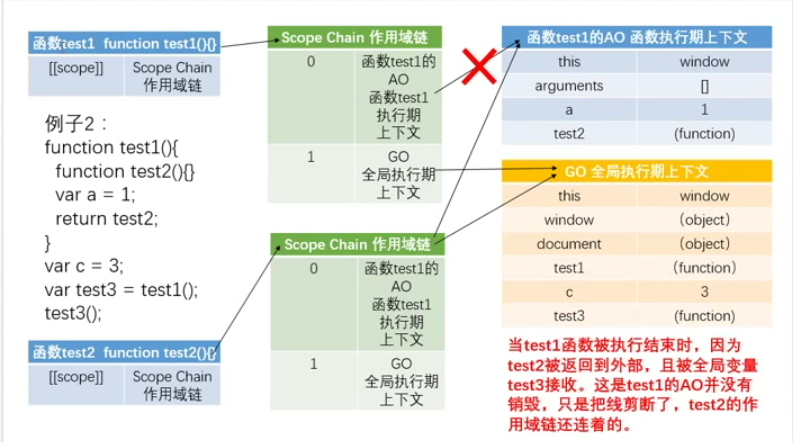 函数test1 function test1(){}
[[scope]] Scope Chain
作用域链
例子2：
function test1(){
function test2(){}
var a = 1;
return test2;
}
var c = 3;
var test3 = test1();
test3();
函数test2 function test2(){}
[[scope]] Scope Chain
作用域链
Scope Chain 作用域链
0 函数test1的
AO
函数test1
执行期
上下文
1 GO
全局执行期
上下文
Scope Chain 作用域链
0 函数test1的
AO
函数test1
执行期
上下文
1 GO
全局执行期
上下文
函数test1的AO 函数执行期上下文
this window
arguments []
a 1
test2 (function)
GO 全局执行期上下文
this window
window （object）
document （object）
test1 （function）
c 3
test3 (function)
当test1函数被执行结束时，因为
test2被返回到外部，且被全局变量
test3接收。这是test1的AO并没有
销毁，只是把线剪断了，test2的作
用域链还连着的。